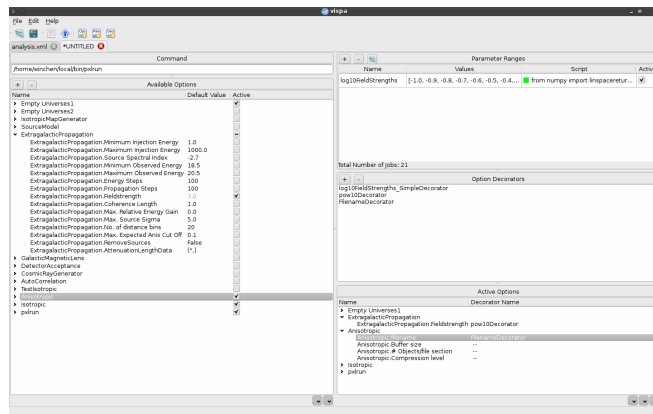 vispa
File Edit Help
analysis.xml *UNTITLED
Command
/home/winchen/local/bin/pxlrun
+ - Available Options
Name Default Value Active
Empty Universes1
Empty Universes2
IsotropicMapGenerator
SourceModel
ExtragalacticPropagation
ExtragalacticPropagation.Minimum Injection Energy 1.0
ExtragalacticPropagation.Maximum Injection Energy 1000.0
ExtragalacticPropagation.Source Spectral Index -2.7
ExtragalacticPropagation.Minimum Observed Energy 18.5
ExtragalacticPropagation.Maximum Observed Energy 20.5
ExtragalacticPropagation.Energy Steps 100
ExtragalacticPropagation.Propagation Steps 100
ExtragalacticPropagation.Fieldstrength 3.0
ExtragalacticPropagation.Coherence Length 1.0
ExtragalacticPropagation.Max. Relative Energy Gain 0.0
ExtragalacticPropagation.Max. Source Sigma 5.0
ExtragalacticPropagation.No. of distance bins 20
ExtragalacticPropagation.Max. Expected Anis Cut Off 0.1
ExtragalacticPropagation.RemoveSources False
ExtragalacticPropagation.AttenuationLengthData
GalacticMagneticLens
DetectorAcceptance
CosmicRayGenerator
AutoCorrelation
TestIsotropic
Anisotropic
Isotropic
pxlrun
+ - Parameter Ranges
Name Values Script Activ
log10FieldStrengths [-1.0, -0.9, -0.8, -0.7, -0.6, -0.5, -0.4,... from numpy import linspaceretur...
Total Number of Jobs: 21
+ - Option Decorators
log10FieldStrengths_SimpleDecorator
pow10Decorator
FilenameDecorator
Active Options
Name Decorator Name
Empty Universes1
ExtragalacticPropagation
ExtragalacticPropagation.Fieldstrength pow10Decorator
Anisotropic
Anisotropic.filename FilenameDecorator
Anisotropic.Buffer size --
Anisotropic.# Objects/file section --
Anisotropic.Compression level --
Isotropic
pxlrun